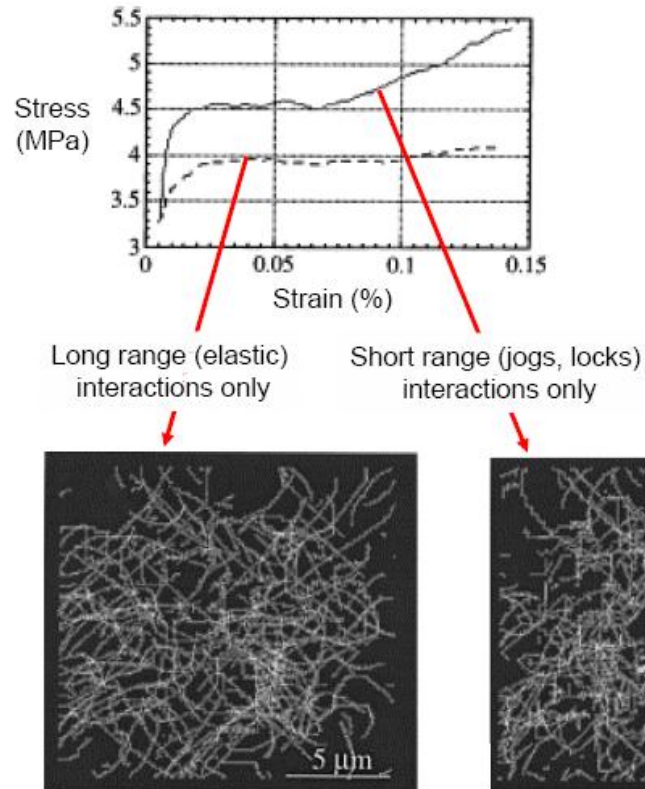 5.5
5
4.5
4
3.5
3
Stress
(MPa)
0
0.05
0.1
0.15
Strain (%)
Long range (elastic)
interactions only
Short range (jogs, locks)
interactions only
5 μm